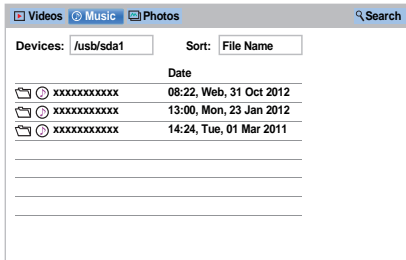 Videos Music Photos Search
Devices: /usb/sda1 Sort: File Name
Date
xxxxxxxxxxx 08:22, Web, 31 Oct 2012
xxxxxxxxxxx 13:00, Mon, 23 Jan 2012
xxxxxxxxxxx 14:24, Tue, 01 Mar 2011